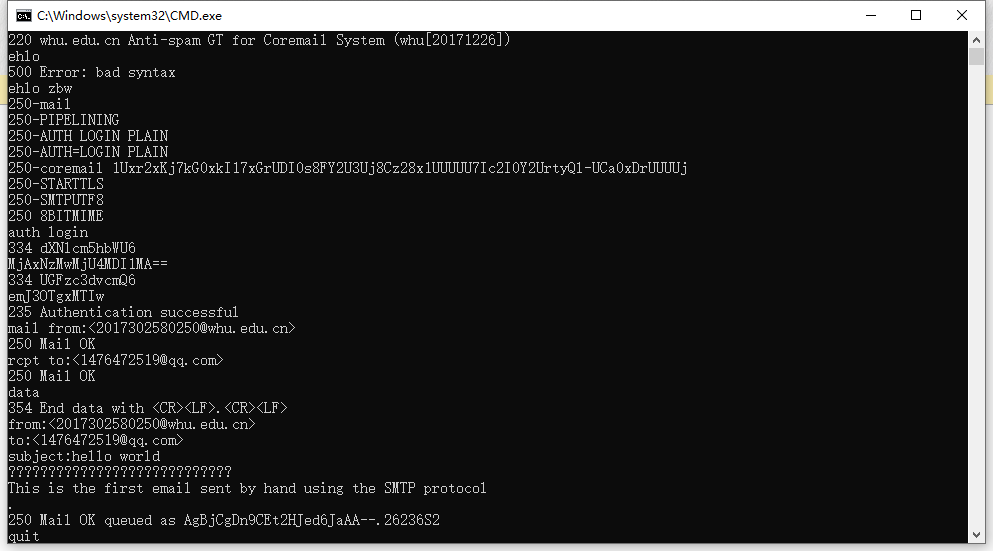 C:\Windows\system32\CMD.exe
220 whu.edu.cn Anti-spam GT for Coremail System (whu[20171226])
ehlo
500 Error: bad syntax
ehlo zbw
250-mail
250-PIPELINING
250-AUTH LOGIN PLAIN
250-AUTH=LOGIN PLAIN
250-coremail 1Uxr2xKj7kG0xkI17xGrUDI0s8FY2U3Uj8Cz28x1UUUUU7Ic2I0Y2UrtyQ1-UCa0xDrUUUUj
250-STARTTLS
250-SMTPUTF8
250 8BITMIME
auth login
334 dXNlcm5hbWU6
MjAxNzMwMjU4MDI1MA==
334 UGFzc3dvcmQ6
emJ3OTgxMTIw
235 Authentication successful
mail from:<2017302580250@whu.edu.cn>
250 Mail OK
rcpt to:<1476472519@qq.com>
250 Mail OK
data
354 End data with <CR><LF>.<CR><LF>
from:<2017302580250@whu.edu.cn>
to:<1476472519@qq.com>
subject:hello world
????????????????????????????
This is the first email sent by hand using the SMTP protocol
.
250 Mail OK queued as AgBjCgDn9CEt2HJed6JaAA--.26236S2
quit